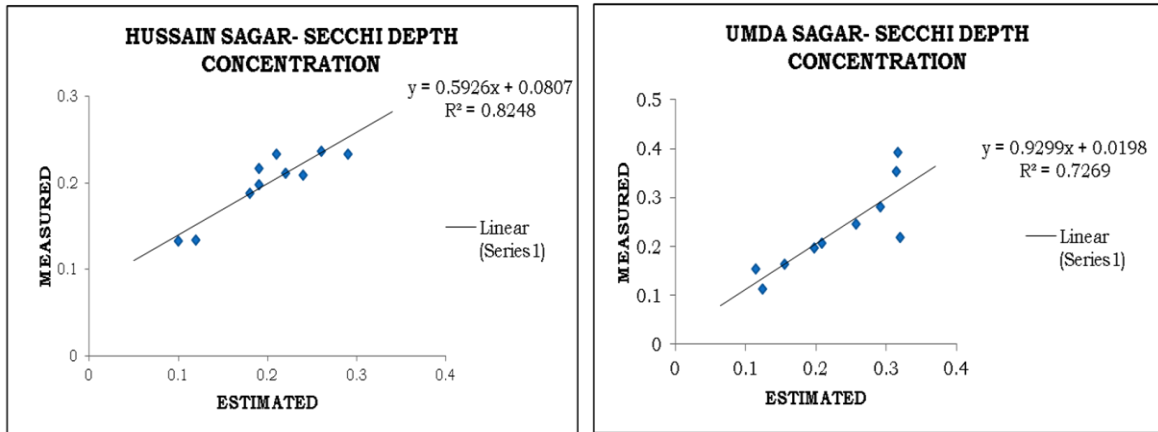 HUSSAIN SAGAR- SECCHI DEPTH
CONCENTRATION
y = 0.5926x + 0.0807
R² = 0.8248
0.3
0.2
0.1
0
MEASURED
0
0.1
0.2
0.3
0.4
ESTIMATED
Linear
(Series1)
UMDA SAGAR- SECCHI DEPTH
CONCENTRATION
y = 0.9299x + 0.0198
R² = 0.7269
0.5
0.4
0.3
0.2
0.1
0
MEASURED
0
0.1
0.2
0.3
0.4
ESTIMATED
Linear
(Series1)